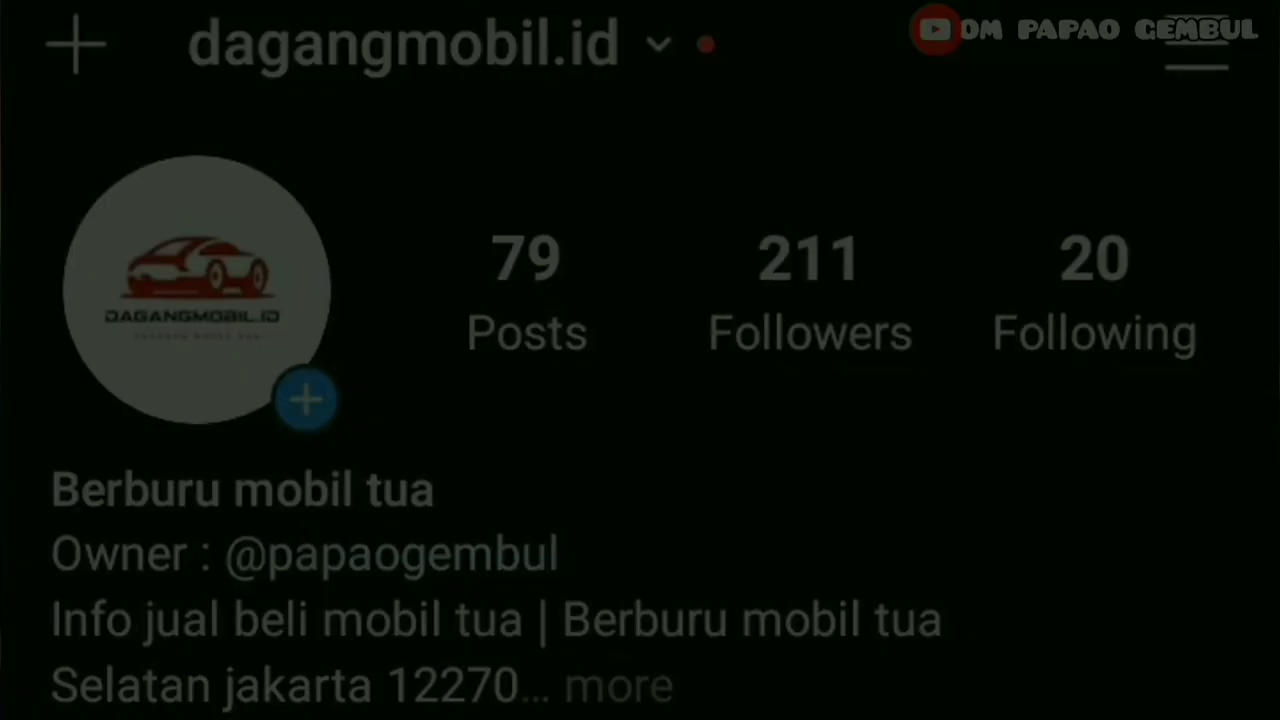 dagangmobil.id
OM PAPAO GEMBUL
DAGANGMOBIL.ID
79
Posts
211
Followers
20
Following
Berburu mobil tua
Owner : @papaogembul
Info jual beli mobil tua | Berburu mobil tua
Selatan jakarta 12270... more